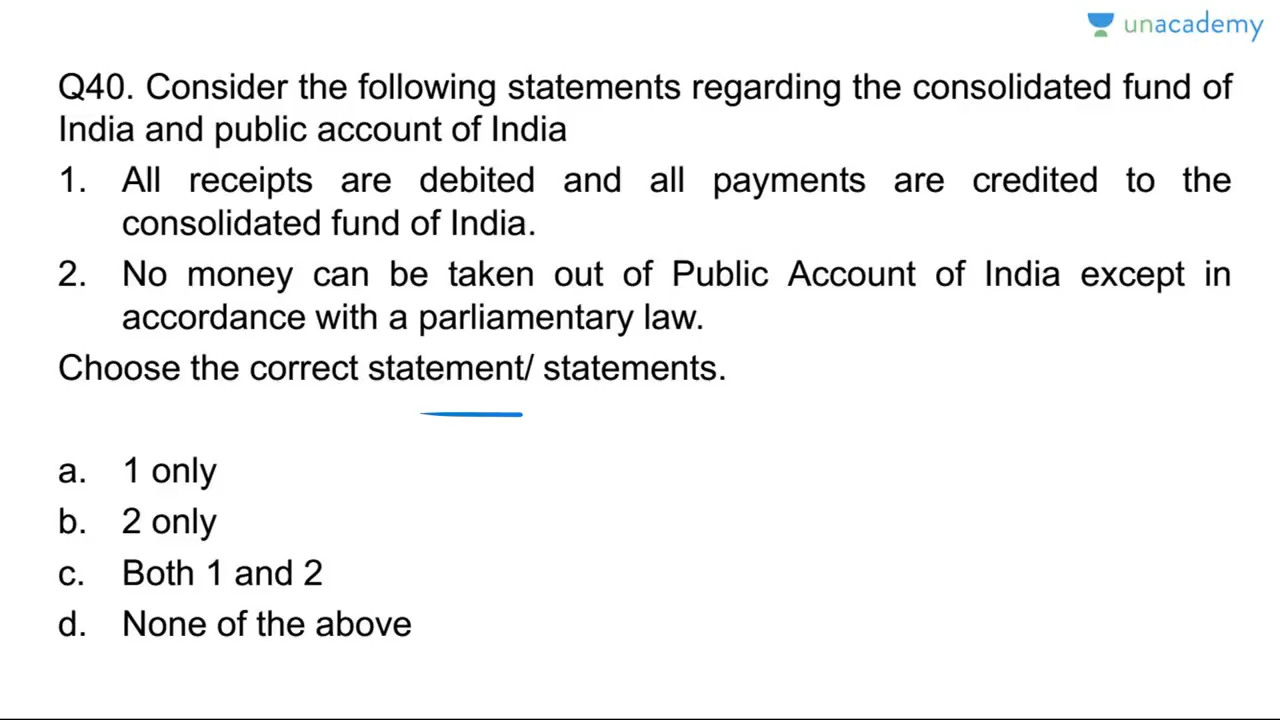 unacademy
Q40. Consider the following statements regarding the consolidated fund of
India and public account of India
1. All receipts are debited and all payments are credited to the
consolidated fund of India.
2. No money can be taken out of Public Account of India except in
accordance with a parliamentary law.
Choose the correct statement/ statements.
a. 1 only
b. 2 only
c. Both 1 and 2
d. None of the above